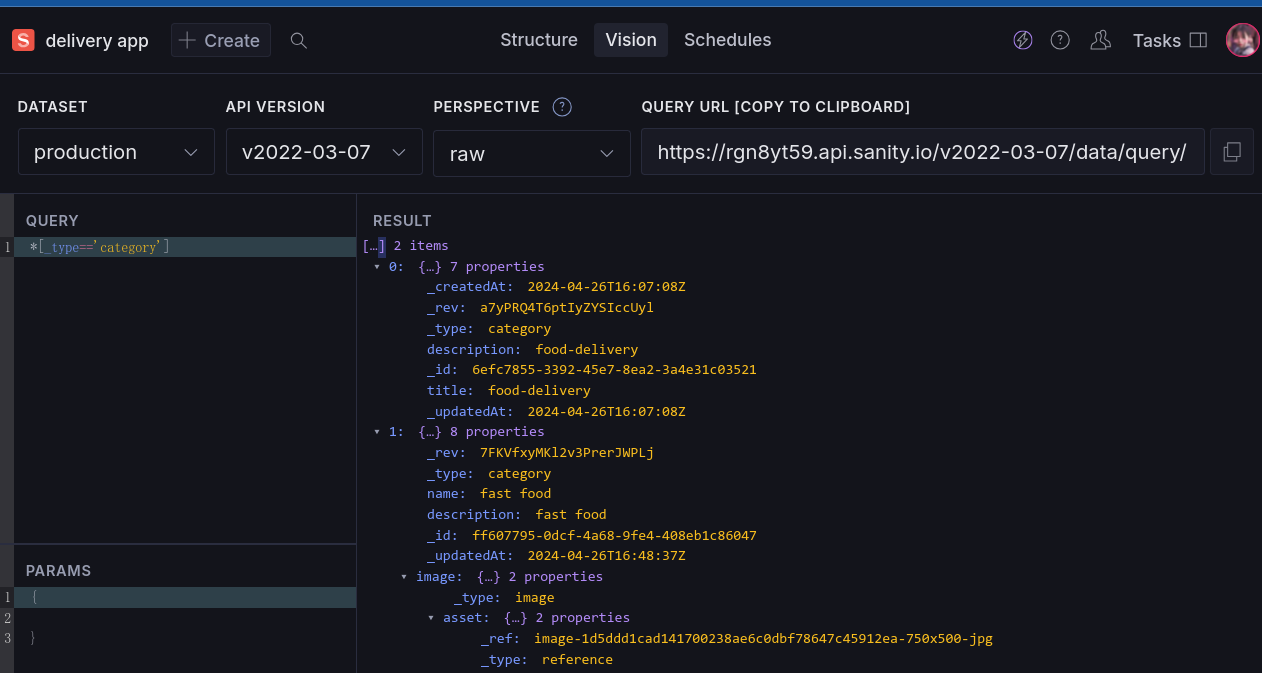 S delivery app Create Structure Vision Schedules ? Tasks
DATASET API VERSION PERSPECTIVE ? QUERY URL [COPY TO CLIPBOARD]
production v2022-03-07 raw https://rgn8yt59.api.sanity.io/v2022-03-07/data/query/
QUERY
1 *[_type=='category']
PARAMS
1 {
2
3 }
RESULT
[…] 2 items
0: {…} 7 properties
_createdAt: 2024-04-26T16:07:08Z
_rev: a7yPRQ4T6ptIyZYSIccUyl
_type: category
description: food-delivery
_id: 6efc7855-3392-45e7-8ea2-3a4e31c03521
title: food-delivery
_updatedAt: 2024-04-26T16:07:08Z
1: {…} 8 properties
_rev: 7FKVfxyMKl2v3PrerJWPLj
_type: category
name: fast food
description: fast food
_id: ff607795-0dcf-4a68-9fe4-408eb1c86047
_updatedAt: 2024-04-26T16:48:37Z
image: {…} 2 properties
_type: image
asset: {…} 2 properties
_ref: image-1d5ddd1cad141700238ae6c0dbf78647c45912ea-750x500-jpg
_type: reference